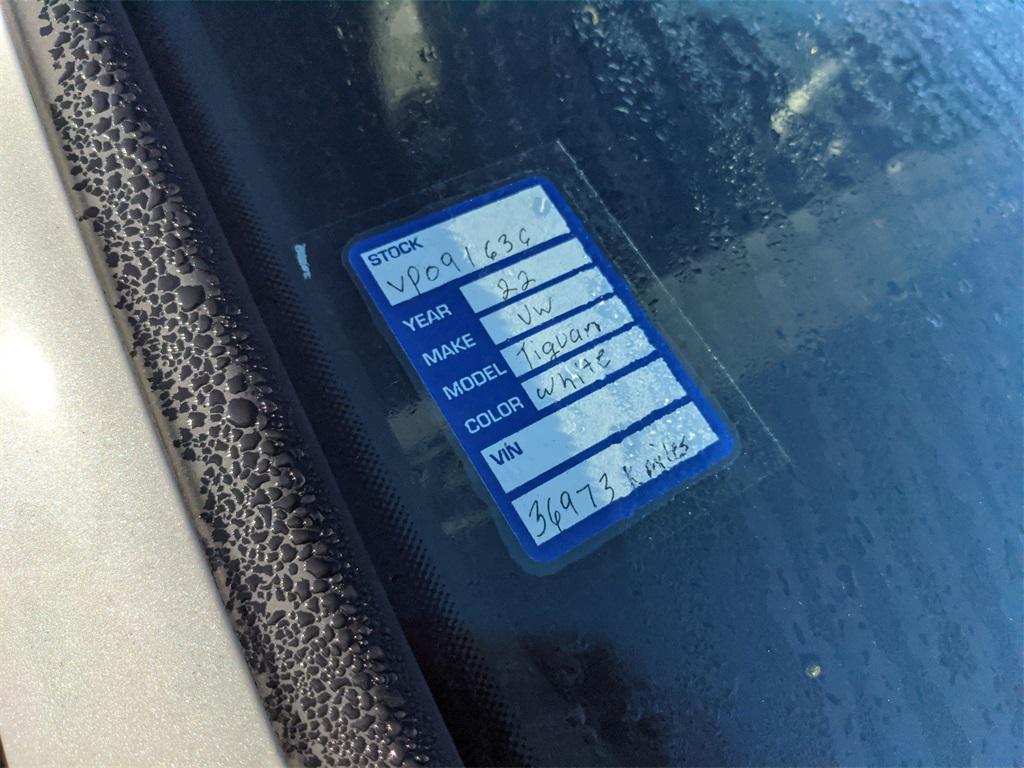 STOCK
VP091636
YEAR 22
MAKE VW
MODEL Tiguan
COLOR white
VIN
36973 K miles